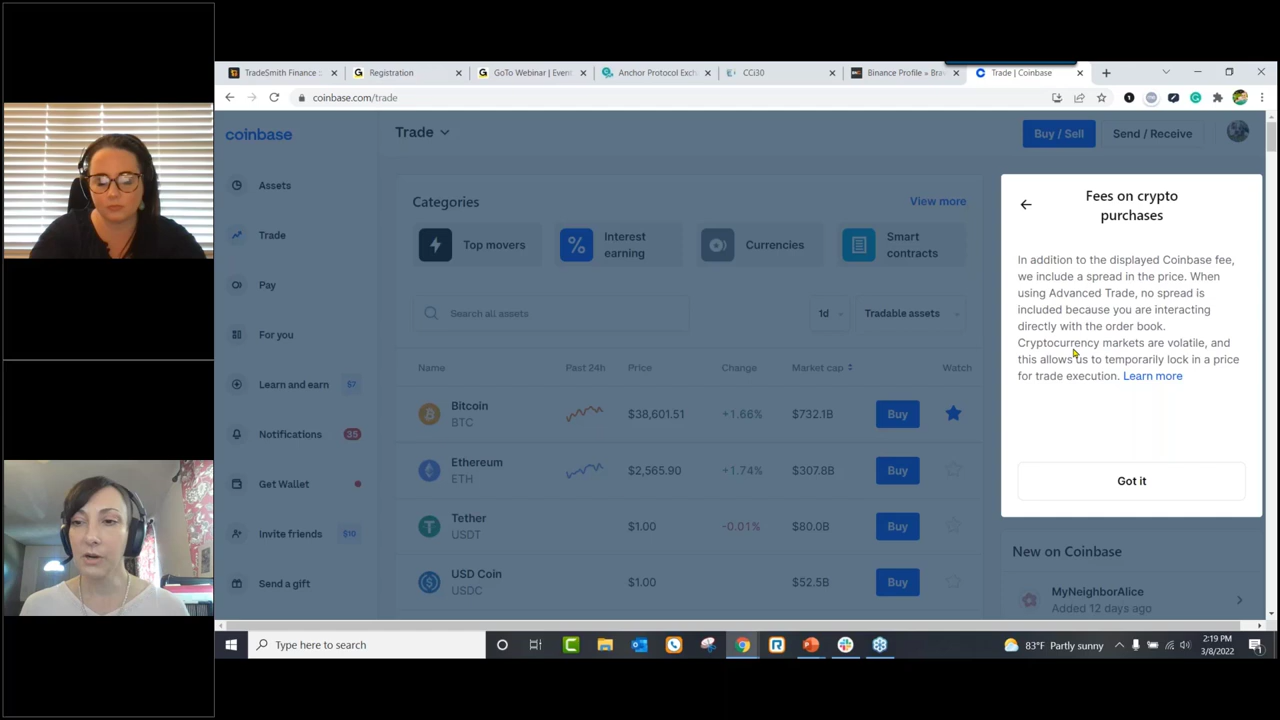 TradeSmith Finance ::
Registration
GoTo Webinar | Even
Anchor Protocol Exch
CCi30
Binance Profile » Brav
Trade | Coinbase
coinbase.com/trade
coinbase
Trade
Buy / Sell
Send / Receive
Assets
Trade
Pay
For you
Learn and earn
$7
Notifications
35
Get Wallet
Invite friends
$10
Send a gift
Categories
View more
Top movers
Interest
earning
Currencies
Smart
contracts
Search all assets
1d
Tradable assets
Name Past 24h Price Change Market cap Watch
Bitcoin
BTC
$38,601.51 +1.66% $732.1B Buy
Ethereum
ETH
$2,565.90 +1.74% $307.8B Buy
Tether
USDT
$1.00 -0.01% $80.0B Buy
USD Coin
USDC
$1.00 $52.5B Buy
Fees on crypto
purchases
In addition to the displayed Coinbase fee,
we include a spread in the price. When
using Advanced Trade, no spread is
included because you are interacting
directly with the order book.
Cryptocurrency markets are volatile, and
this allows us to temporarily lock in a price
for trade execution. Learn more
Got it
New on Coinbase
MyNeighborAlice
Added 12 days ago
Type here to search
83°F Partly sunny
2:19 PM
3/8/2022